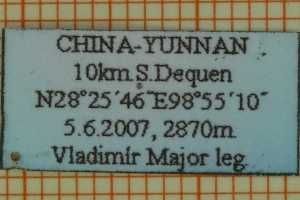 CHINA-YUNNAN
10km.S.Dequen
N28°25´46˝E98°55´10˝
5.6.2007, 2870m.
Vladimír Major leg.